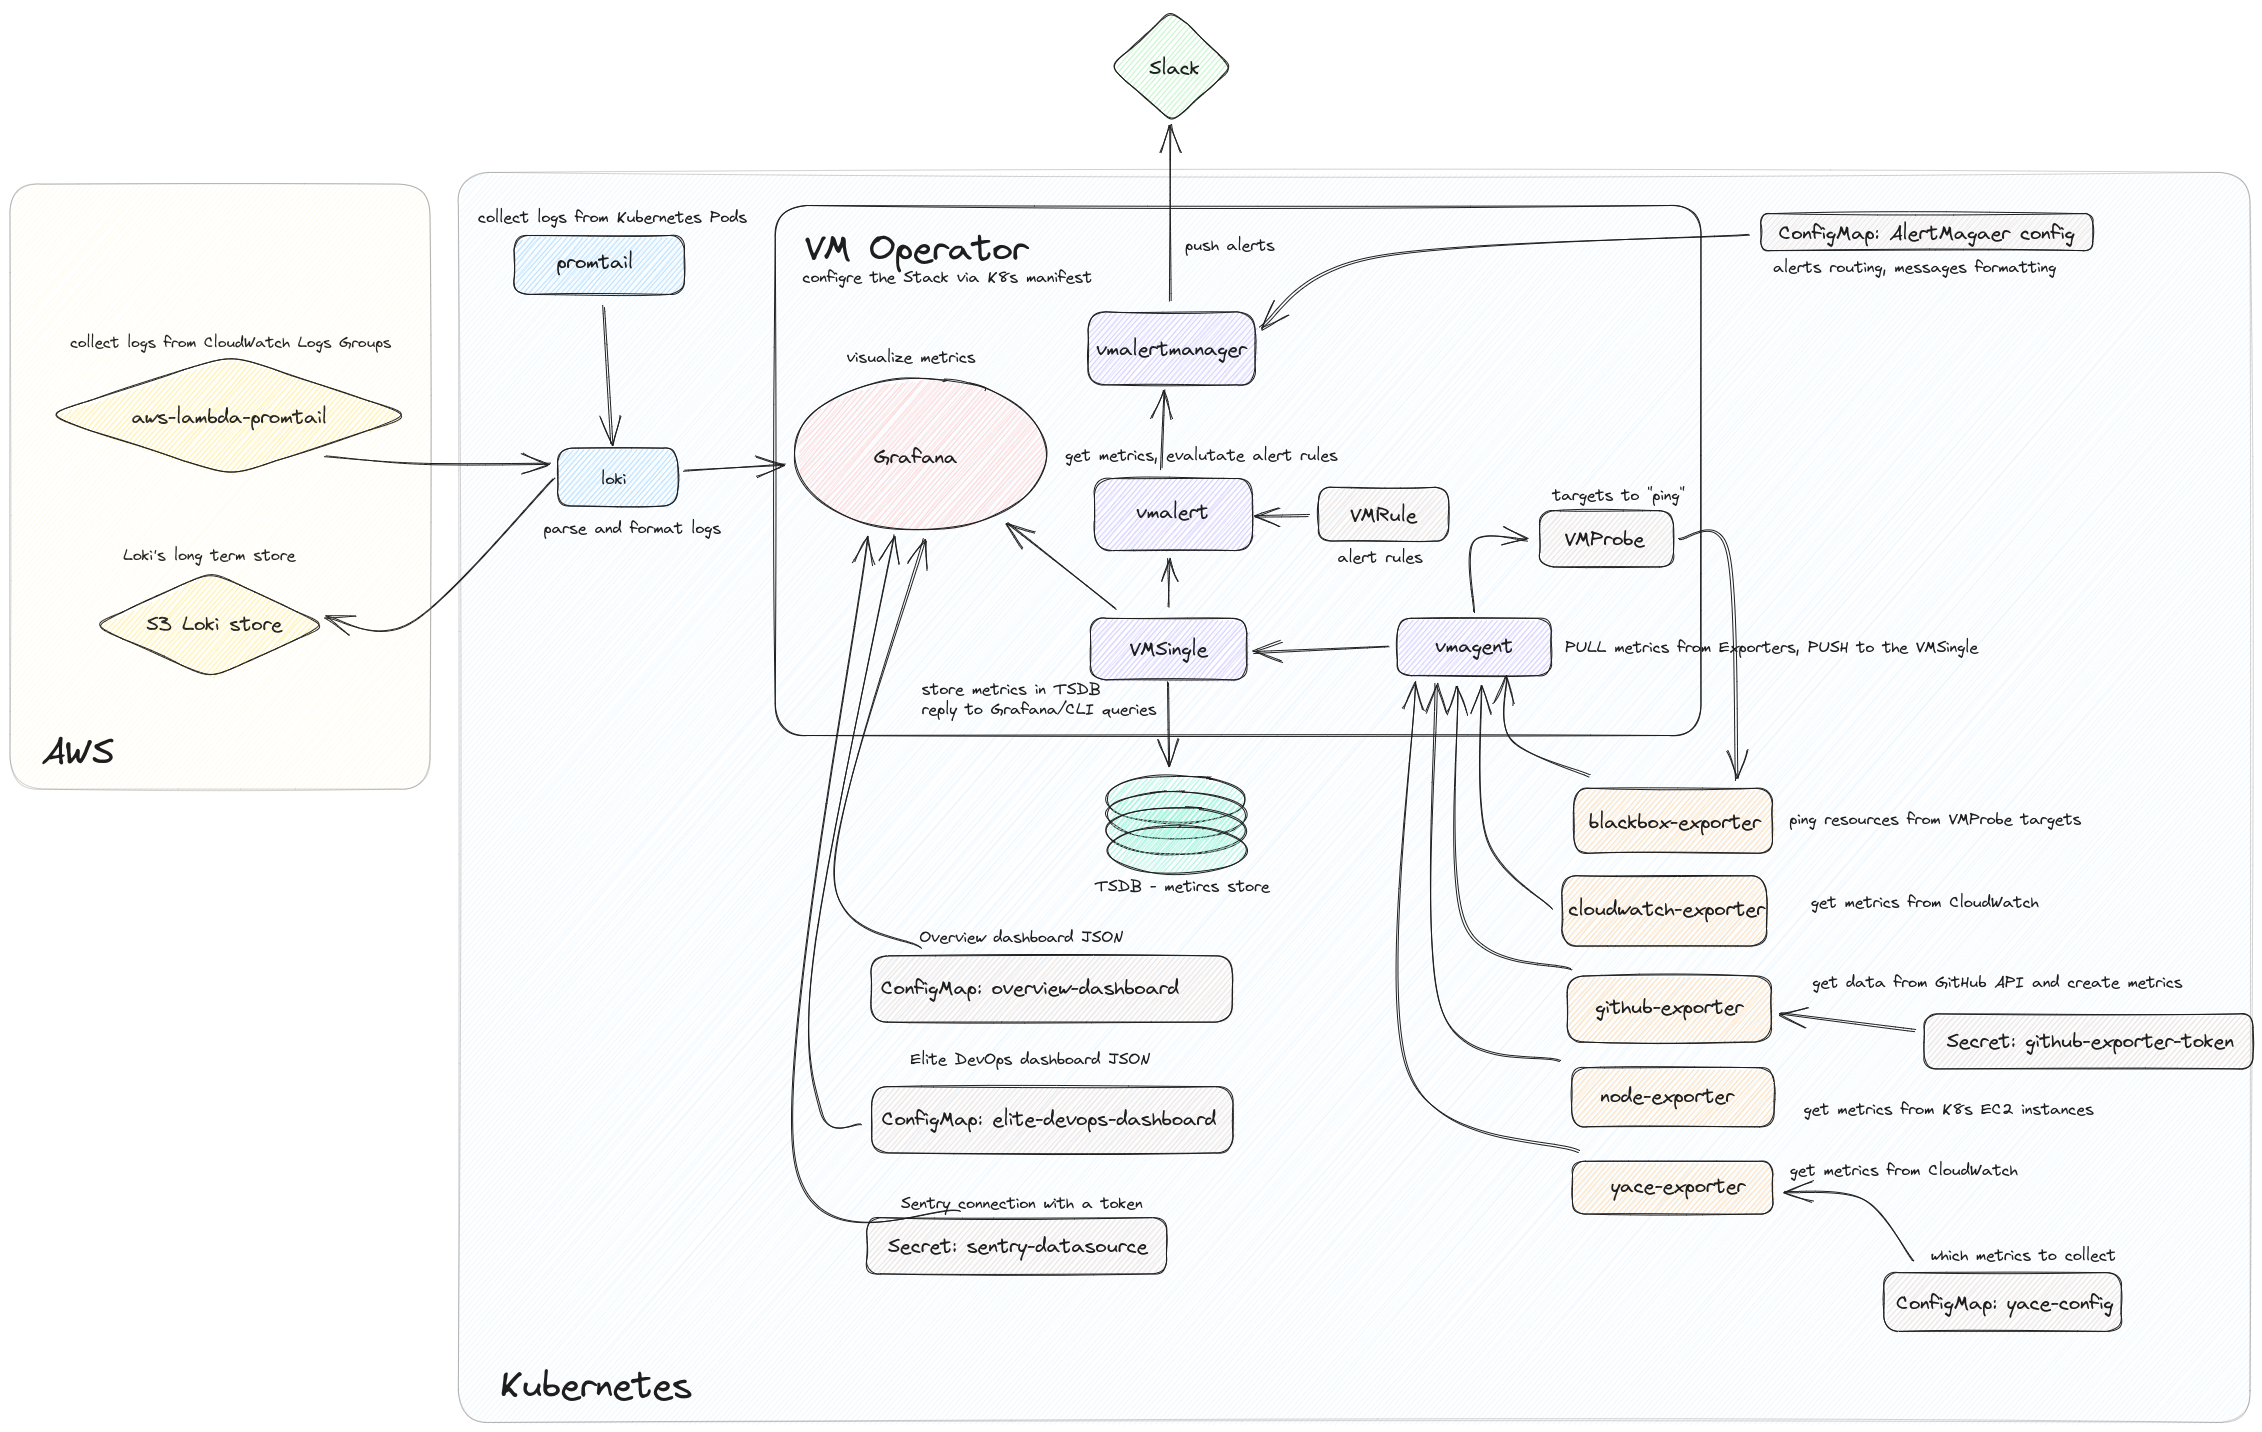 Slack
collect logs from Kubernetes Pods
promtail
VM Operator
configre the Stack via K8s manifest
push alerts
ConfigMap: AlertMagaer config
alerts routing, messages formatting
collect logs from CloudWatch Logs Groups
aws-lambda-promtail
visualize metrics
vmalertmanager
Grafana
get metrics, evalutate alert rules
loki
parse and format logs
vmalert
VMRule
alert rules
targets to "ping"
VMProbe
Loki's long term store
S3 Loki store
VMSingle
vmagent
PULL metrics from Exporters, PUSH to the VMSingle
store metrics in TSDB
reply to Grafana/CLI queries
AWS
TSDB - metircs store
blackbox-exporter
ping resources from VMProbe targets
cloudwatch-exporter
get metrics from CloudWatch
Overview dashboard JSON
ConfigMap: overview-dashboard
github-exporter
get data from GitHub API and create metrics
Secret: github-exporter-token
Elite DevOps dashboard JSON
ConfigMap: elite-devops-dashboard
node-exporter
get metrics from K8s EC2 instances
yace-exporter
get metrics from CloudWatch
Sentry connection with a token
Secret: sentry-datasource
which metrics to collect
ConfigMap: yace-config
Kubernetes